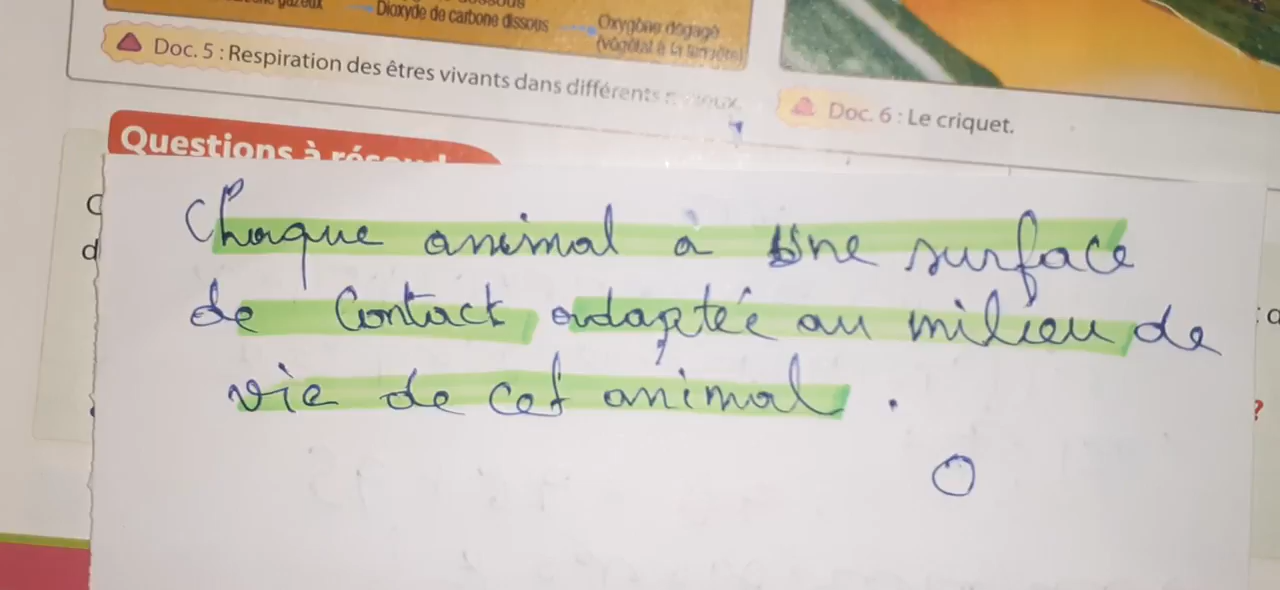 Dioxyde de carbone dissous
Oxygène dégagé
Doc. 5 : Respiration des êtres vivants dans différents
Doc. 6 : Le criquet.
Questions à
Chaque animal à une surface
de contact adaptée au milieu de
vie de cet animal.